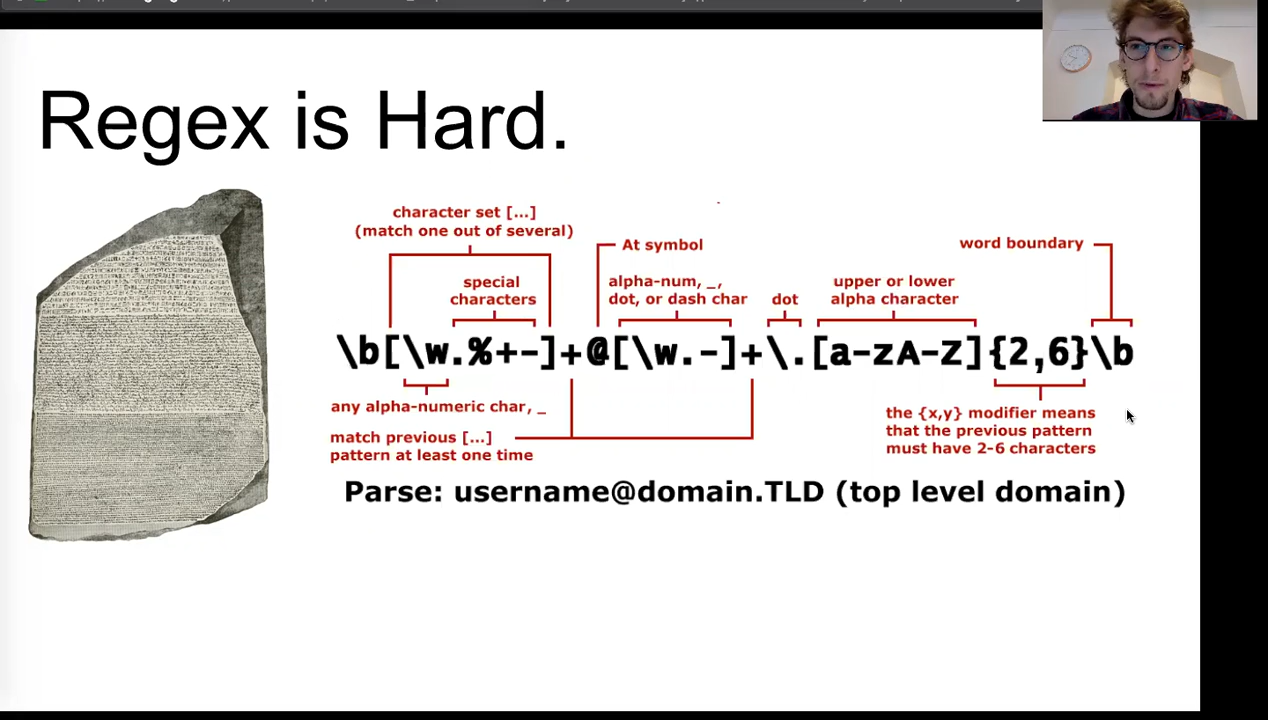 Regex is Hard.
character set [...]
(match one out of several)
At symbol
word boundary
special
characters
alpha-num, _,
dot, or dash char
dot
upper or lower
alpha character
\b[\w.%+-]+@[\w.-]+\.[a-zA-Z]{2,6}\b
any alpha-numeric char, _
match previous [...]
pattern at least one time
the {x,y} modifier means
that the previous pattern
must have 2-6 characters
Parse: username@domain.TLD (top level domain)